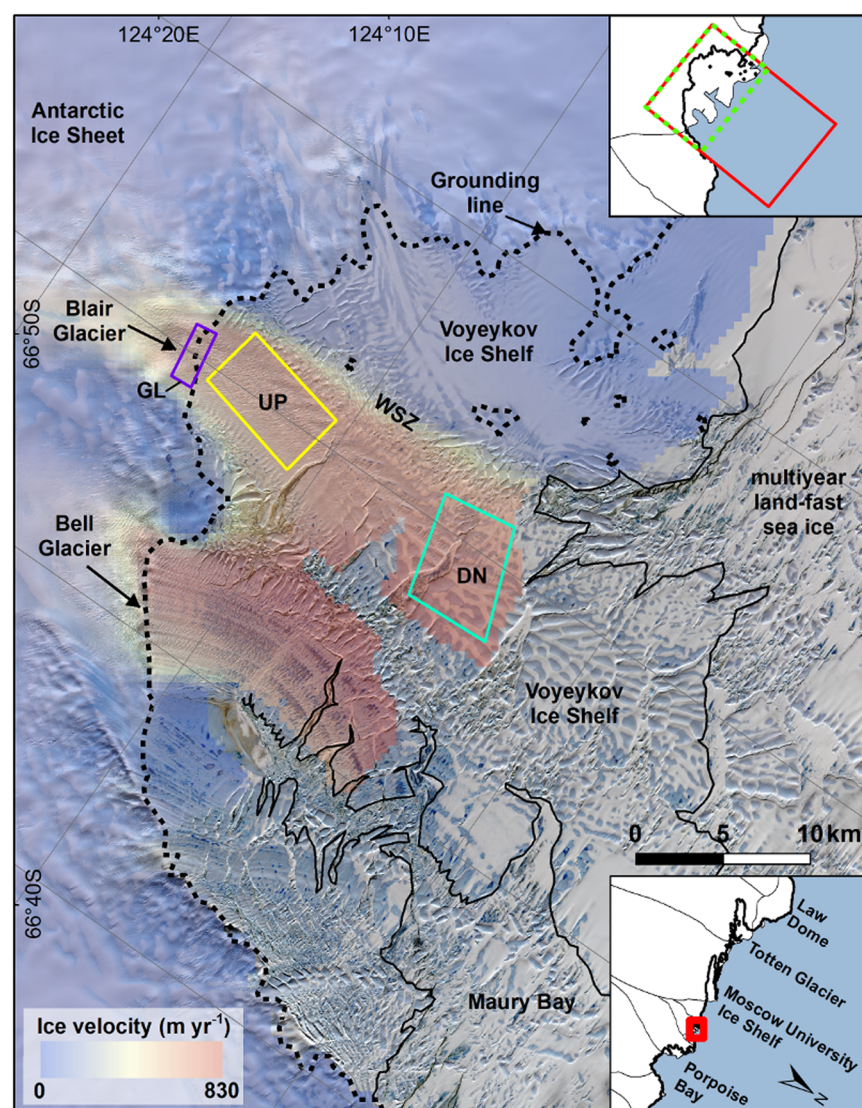 124°20E
124°10E
Antarctic
Ice Sheet
Grounding
line
Blair
Glacier
66°50S
Voyeykov
Ice Shelf
GL
UP
WSZ
multiyear
land-fast
sea ice
Bell
Glacier
DN
Voyeykov
Ice Shelf
0 5 10 km
66°40S
Law
Dome
Totten Glacier
Moscow University
Ice Shelf
Maury Bay
Porpoise
Bay
N
Ice velocity (m yr-1)
0 830